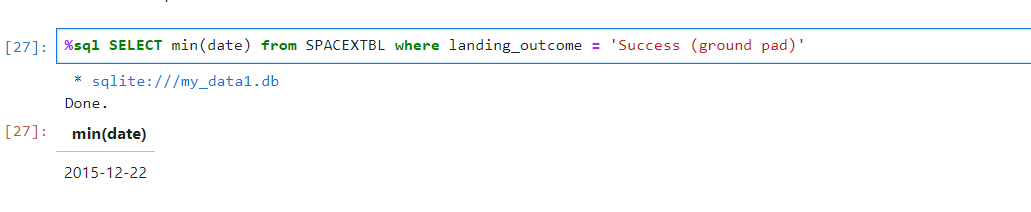 [27]: %sql SELECT min(date) from SPACEXTBL where landing_outcome = 'Success (ground pad)'
* sqlite:///my_data1.db
Done.
[27]: min(date)
2015-12-22